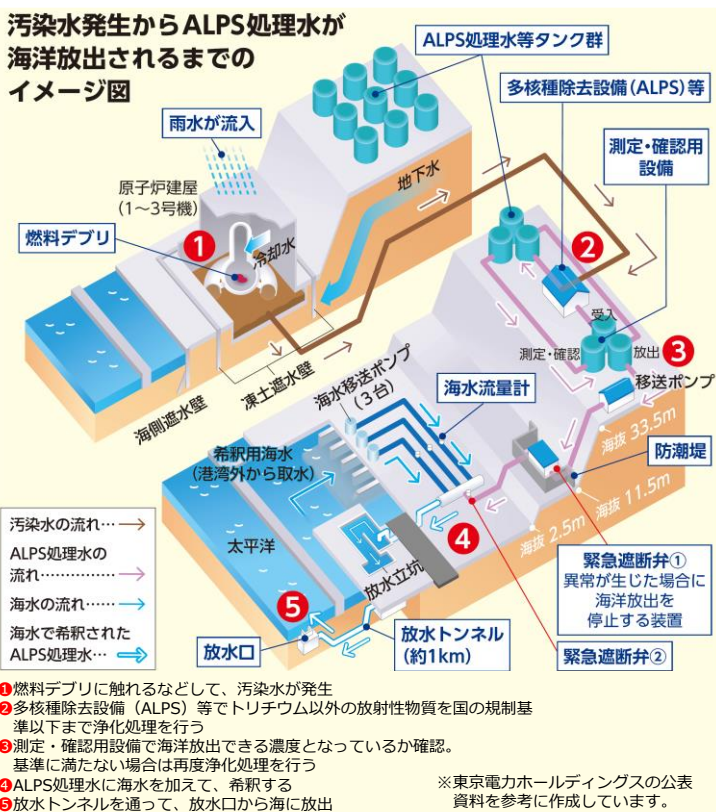 汚染水発生からALPS処理水が
海洋放出されるまでの
イメージ図
ALPS処理水等タンク群
多核種除去設備(ALPS)等
測定・確認用
設備
雨水が流入
原子炉建屋
(1~3号機)
燃料デブリ
❶
冷却水
地下水
❷
受入
測定・確認
放出
❸
移送ポンプ
海側遮水壁
凍土遮水壁
海水移送ポンプ
(3台)
海水流量計
海抜 33.5m
防潮堤
海抜 11.5m
海抜 2.5m
希釈用海水
(港湾外から取水)
太平洋
放水立坑
❹
緊急遮断弁①
異常が生じた場合に
海洋放出を
停止する装置
緊急遮断弁②
❺
放水口
放水トンネル
(約1km)
汚染水の流れ…
ALPS処理水の
流れ……………
海水の流れ……
海水で希釈された
ALPS処理水…
❶燃料デブリに触れるなどして、汚染水が発生
❷多核種除去設備(ALPS)等でトリチウム以外の放射性物質を国の規制基
準以下まで浄化処理を行う
❸測定・確認用設備で海洋放出できる濃度となっているか確認。
基準に満たない場合は再度浄化処理を行う
❹ALPS処理水に海水を加えて、希釈する
❺放水トンネルを通って、放水口から海に放出
※東京電力ホールディングスの公表
資料を参考に作成しています。